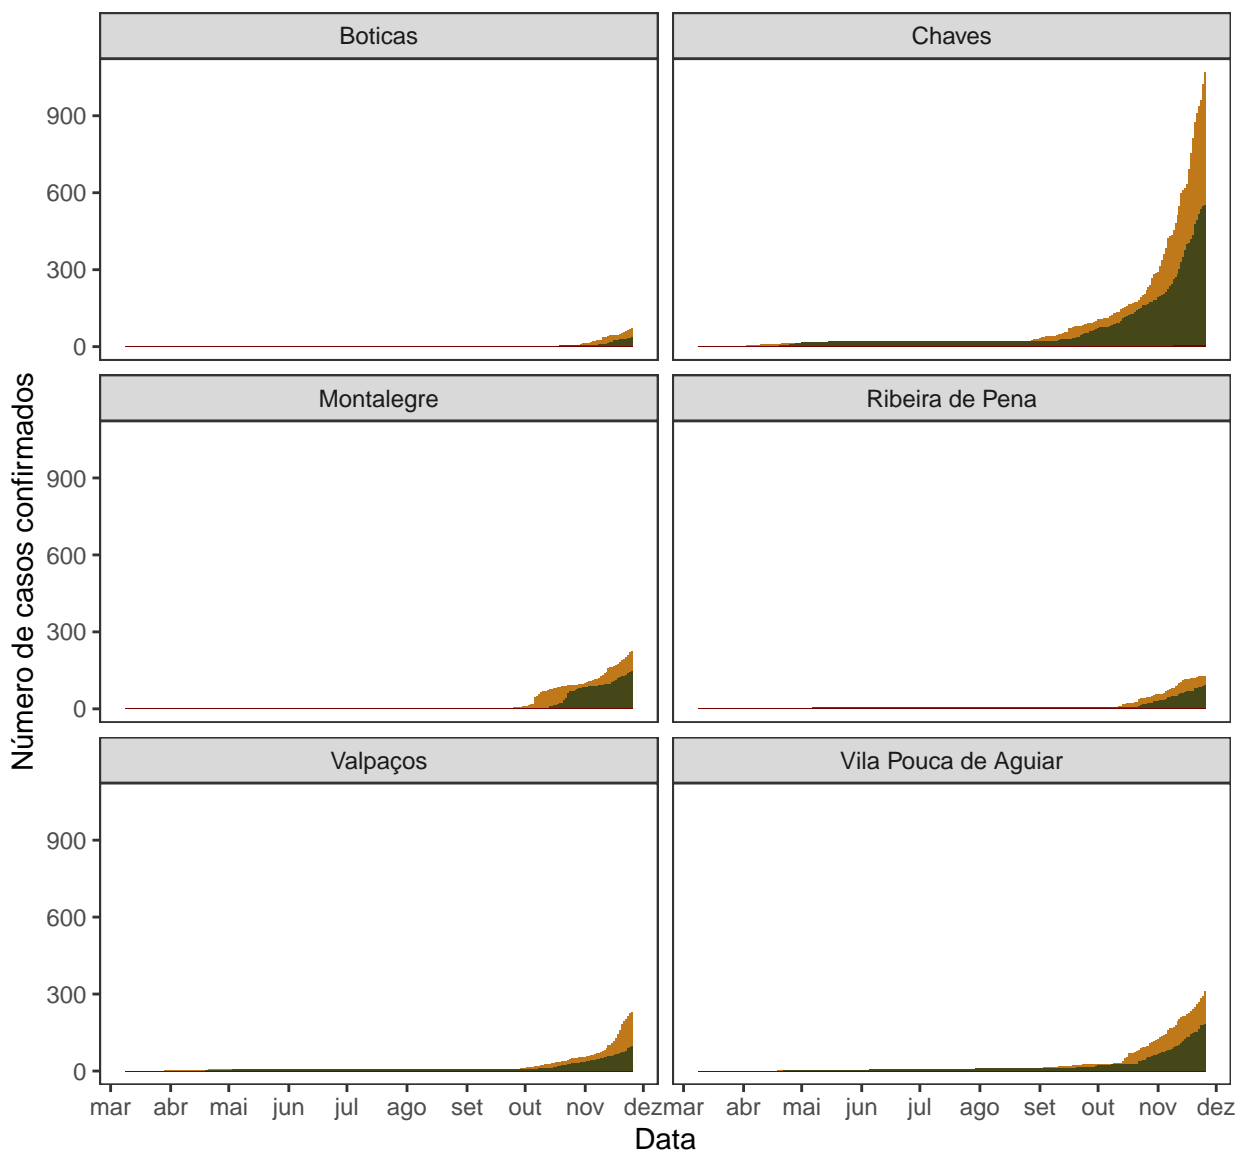 Boticas
Chaves
900
600
300
0
Montalegre
Ribeira de Pena
900
600
300
0
Valpaços
Vila Pouca de Aguiar
900
600
300
0
mar abr mai jun jul ago set out nov dez
mar abr mai jun jul ago set out nov dez
Data
Número de casos confirmados